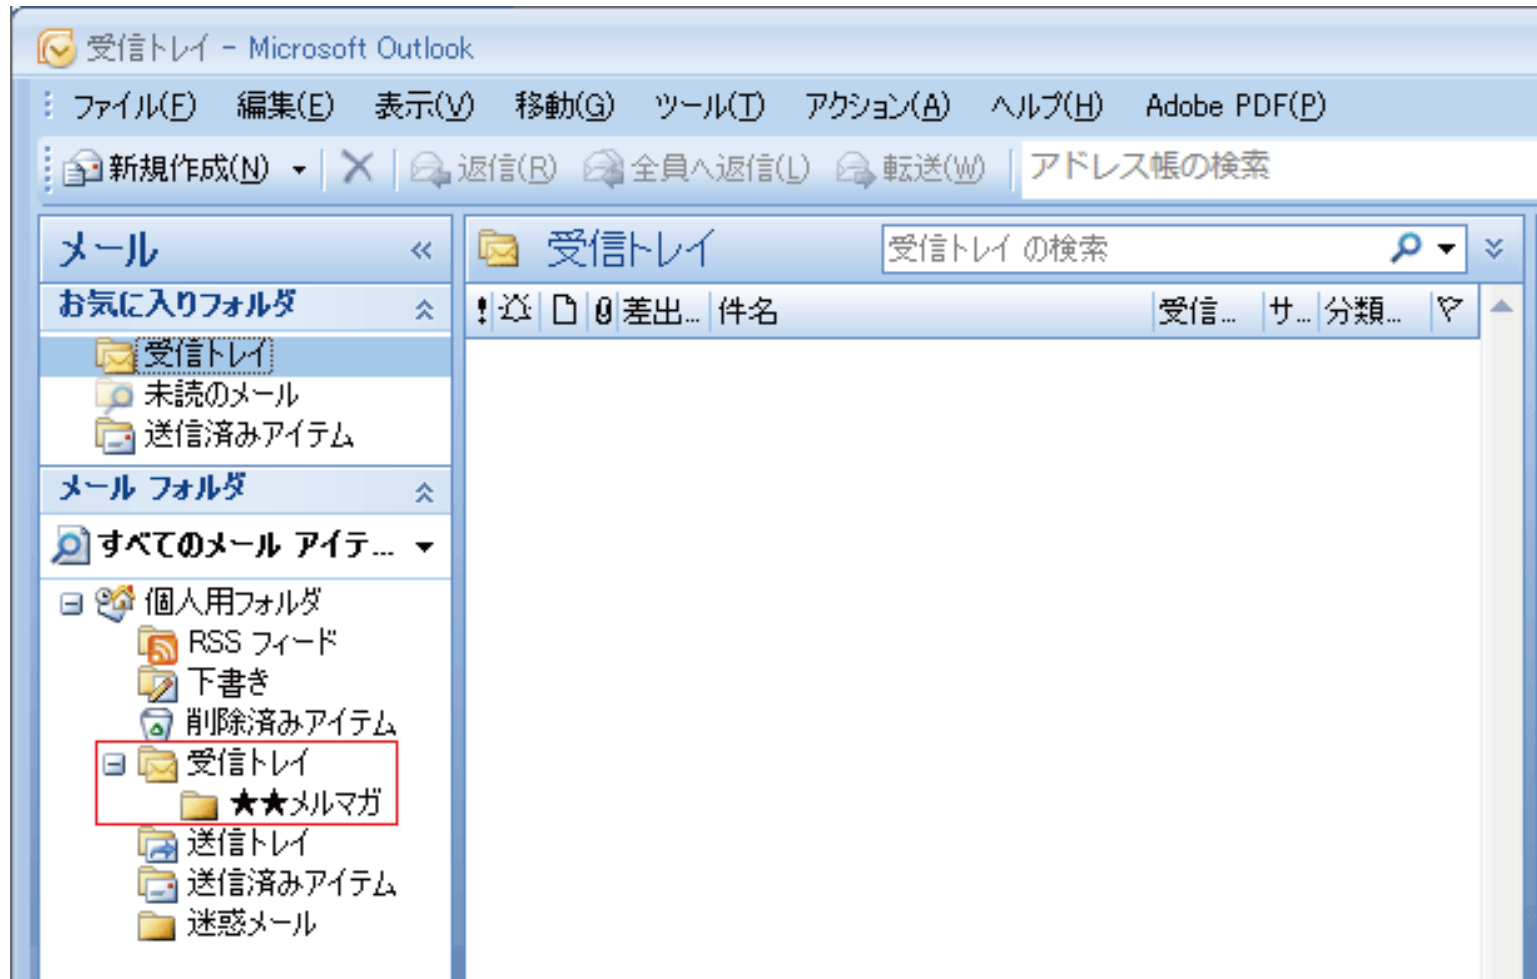 受信トレイ - Microsoft Outlook
ファイル(F) 編集(E) 表示(V) 移動(G) ツール(T) アクション(A) ヘルプ(H) Adobe PDF(P)
新規作成(N) 返信(R) 全員へ返信(L) 転送(W) アドレス帳の検索
メール «
受信トレイ 受信トレイ の検索
お気に入りフォルダ
差出... 件名 受信... サ... 分類...
受信トレイ
未読のメール
送信済みアイテム
メール フォルダ
すべてのメール アイテ...
個人用フォルダ
RSS フィード
下書き
削除済みアイテム
受信トレイ
★★メルマガ
送信トレイ
送信済みアイテム
迷惑メール